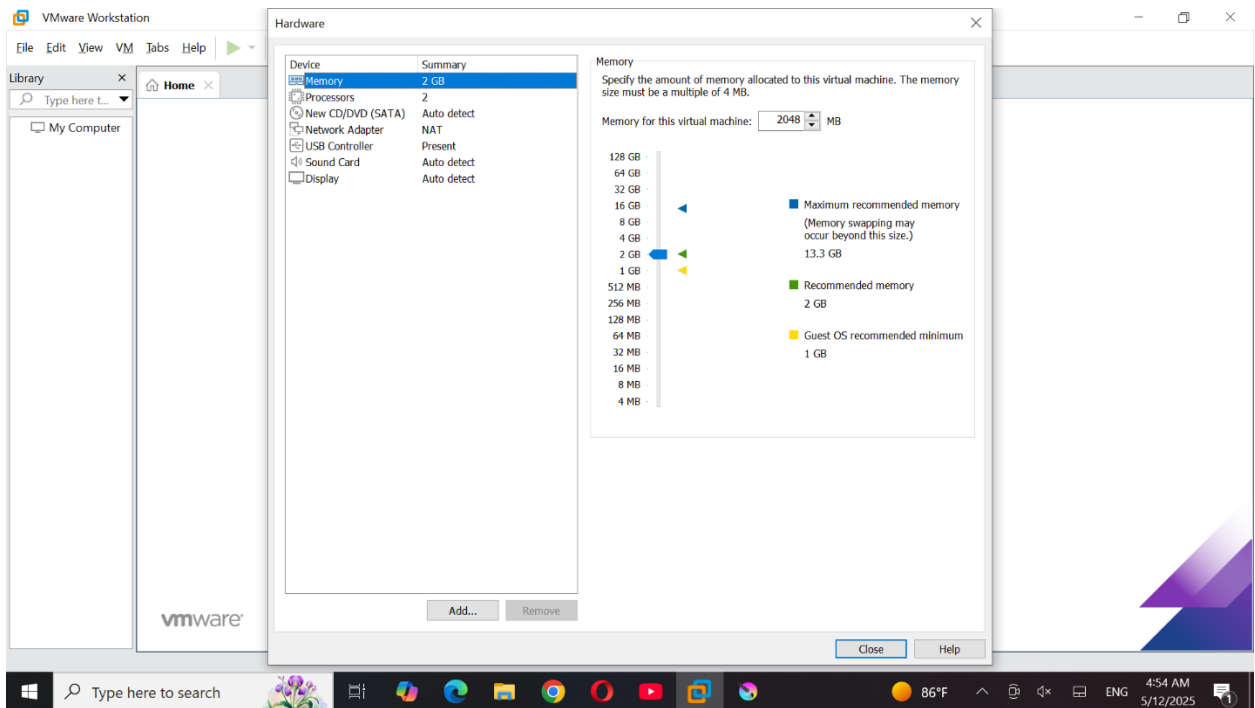 VMware Workstation
File Edit View VM Tabs Help
Library ×
Type here t...
My Computer
Home
vmware
Hardware
Device Summary
Memory 2 GB
Processors 2
New CD/DVD (SATA) Auto detect
Network Adapter NAT
USB Controller Present
Sound Card Auto detect
Display Auto detect
Add... Remove
Memory
Specify the amount of memory allocated to this virtual machine. The memory
size must be a multiple of 4 MB.
Memory for this virtual machine: 2048 MB
128 GB
64 GB
32 GB
16 GB
8 GB
4 GB
2 GB
1 GB
512 MB
256 MB
128 MB
64 MB
32 MB
16 MB
8 MB
4 MB
Maximum recommended memory
(Memory swapping may
occur beyond this size.)
13.3 GB
Recommended memory
2 GB
Guest OS recommended minimum
1 GB
Close Help
Type here to search
86°F
ENG
4:54 AM
5/12/2025
1